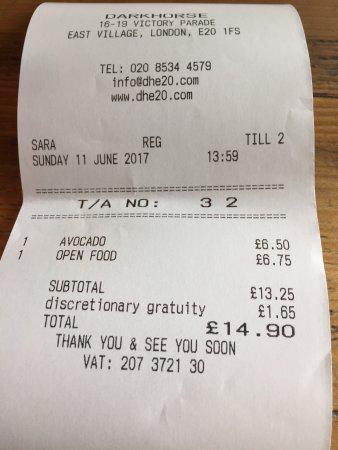 DARKHORSE
16-19 VICTORY PARADE
EAST VILLAGE, LONDON, E20 1FS
TEL: 020 8534 4579
info@dhe20.com
www.dhe20.com
SARA REG TILL 2
SUNDAY 11 JUNE 2017 13:59
T/A NO: 3 2
1 AVOCADO £6.50
1 OPEN FOOD £6.75
SUBTOTAL £13.25
discretionary gratuity £1.65
TOTAL £14.90
THANK YOU & SEE YOU SOON
VAT: 207 3721 30